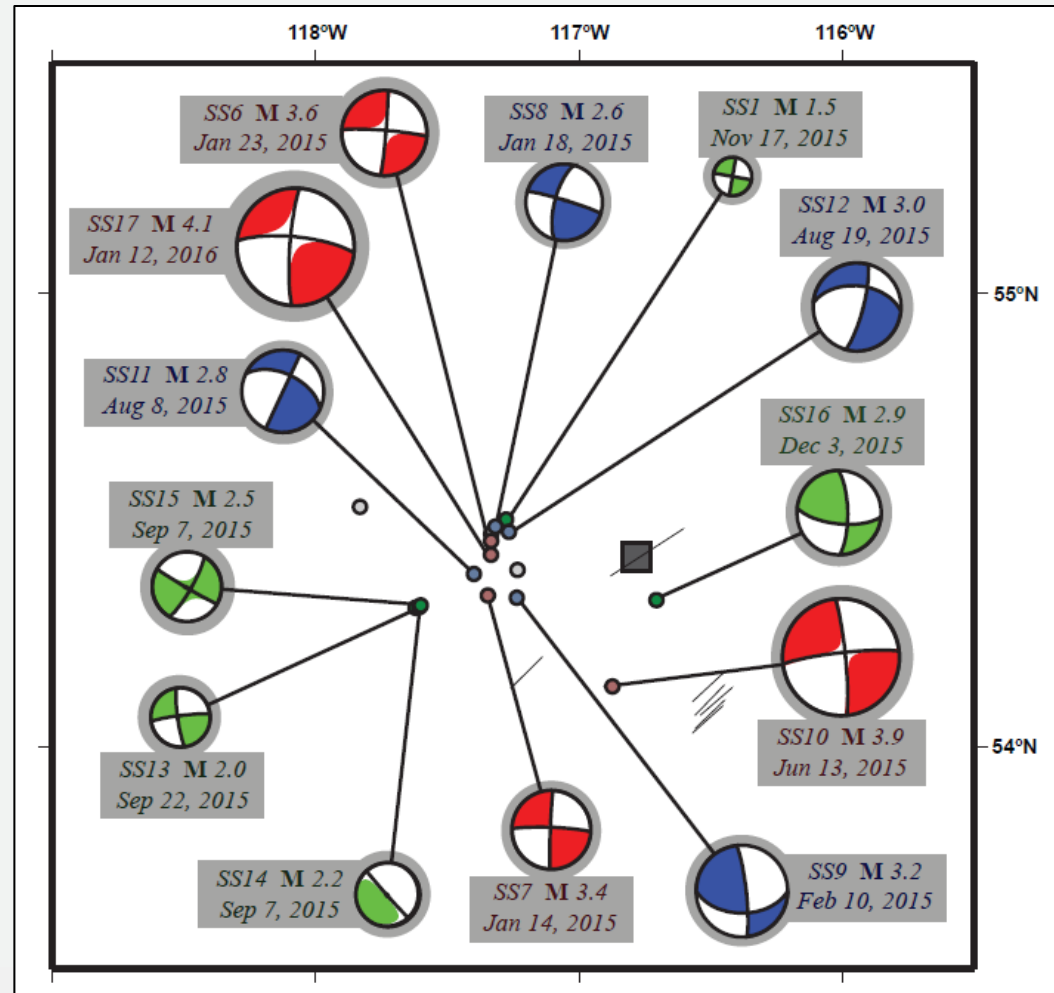 118°W
117°W
116°W
SS6 M 3.6
Jan 23, 2015
SS8 M 2.6
Jan 18, 2015
SS1 M 1.5
Nov 17, 2015
SS17 M 4.1
Jan 12, 2016
SS12 M 3.0
Aug 19, 2015
55°N
SS11 M 2.8
Aug 8, 2015
SS16 M 2.9
Dec 3, 2015
SS15 M 2.5
Sep 7, 2015
54°N
SS10 M 3.9
Jun 13, 2015
SS13 M 2.0
Sep 22, 2015
SS14 M 2.2
Sep 7, 2015
SS7 M 3.4
Jan 14, 2015
SS9 M 3.2
Feb 10, 2015